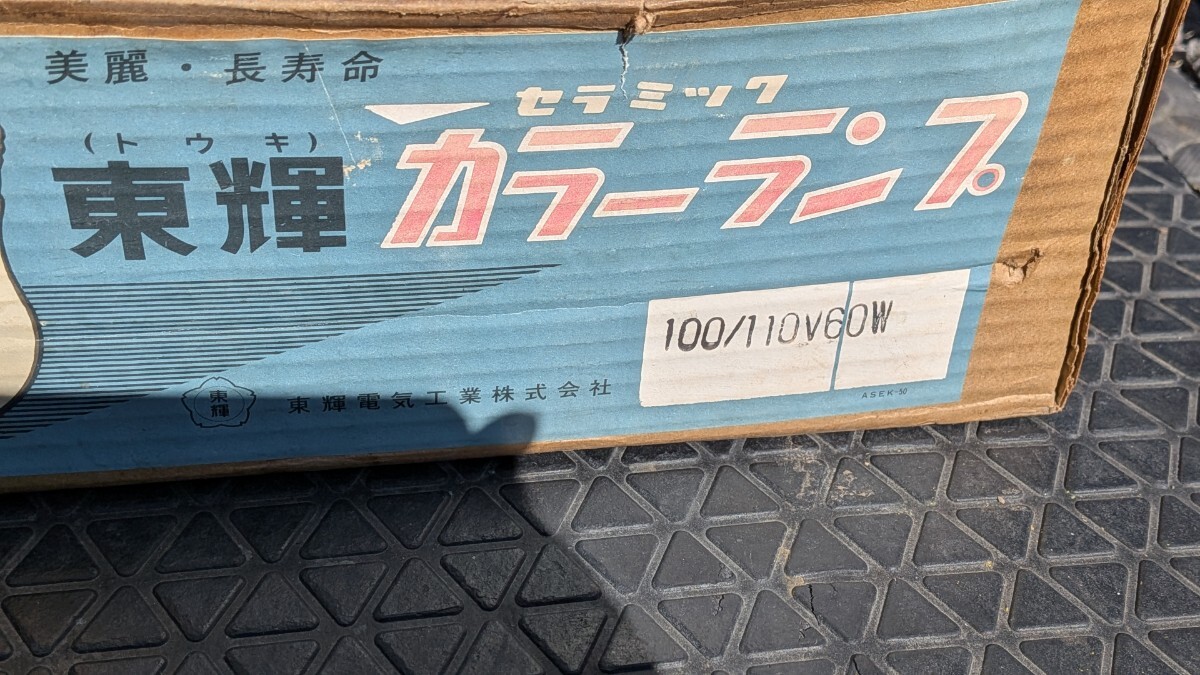 美麗・長寿命
(トウキ)
東輝
セラミック
カラーランプ
100/110V60W
東輝
東輝電気工業株式会社
ASEK-50